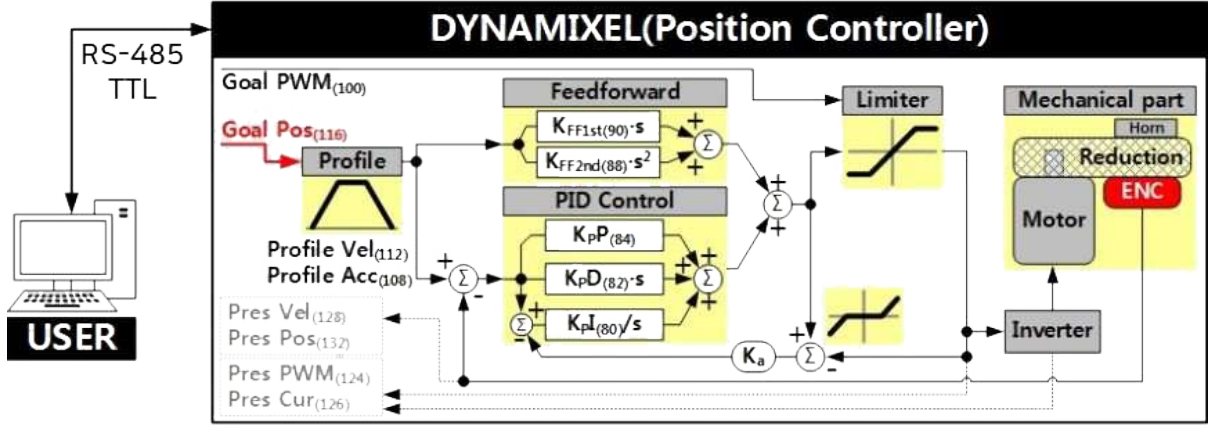 DYNAMIXEL(Position Controller)
RS-485
TTL
Goal PWM(100)
Feedforward
Limiter
Mechanical part
KFF1st(90)·s
+
Horn
Goal Pos(116)
Σ
Reduction
Profile
KFF2nd(88)·s²
+
ENC
PID Control
+
Σ
+
Motor
KPP(84)
+
Profile Vel(112)
Profile Acc(108)
+
Σ
-
KPD(82)·s
+
Σ
+
+
Σ
-
KPI(80)/s
USER
Pres Vel(128)
Pres Pos(132)
Inverter
+
Ka
Σ
-
Pres PWM(124)
Pres Cur(126)